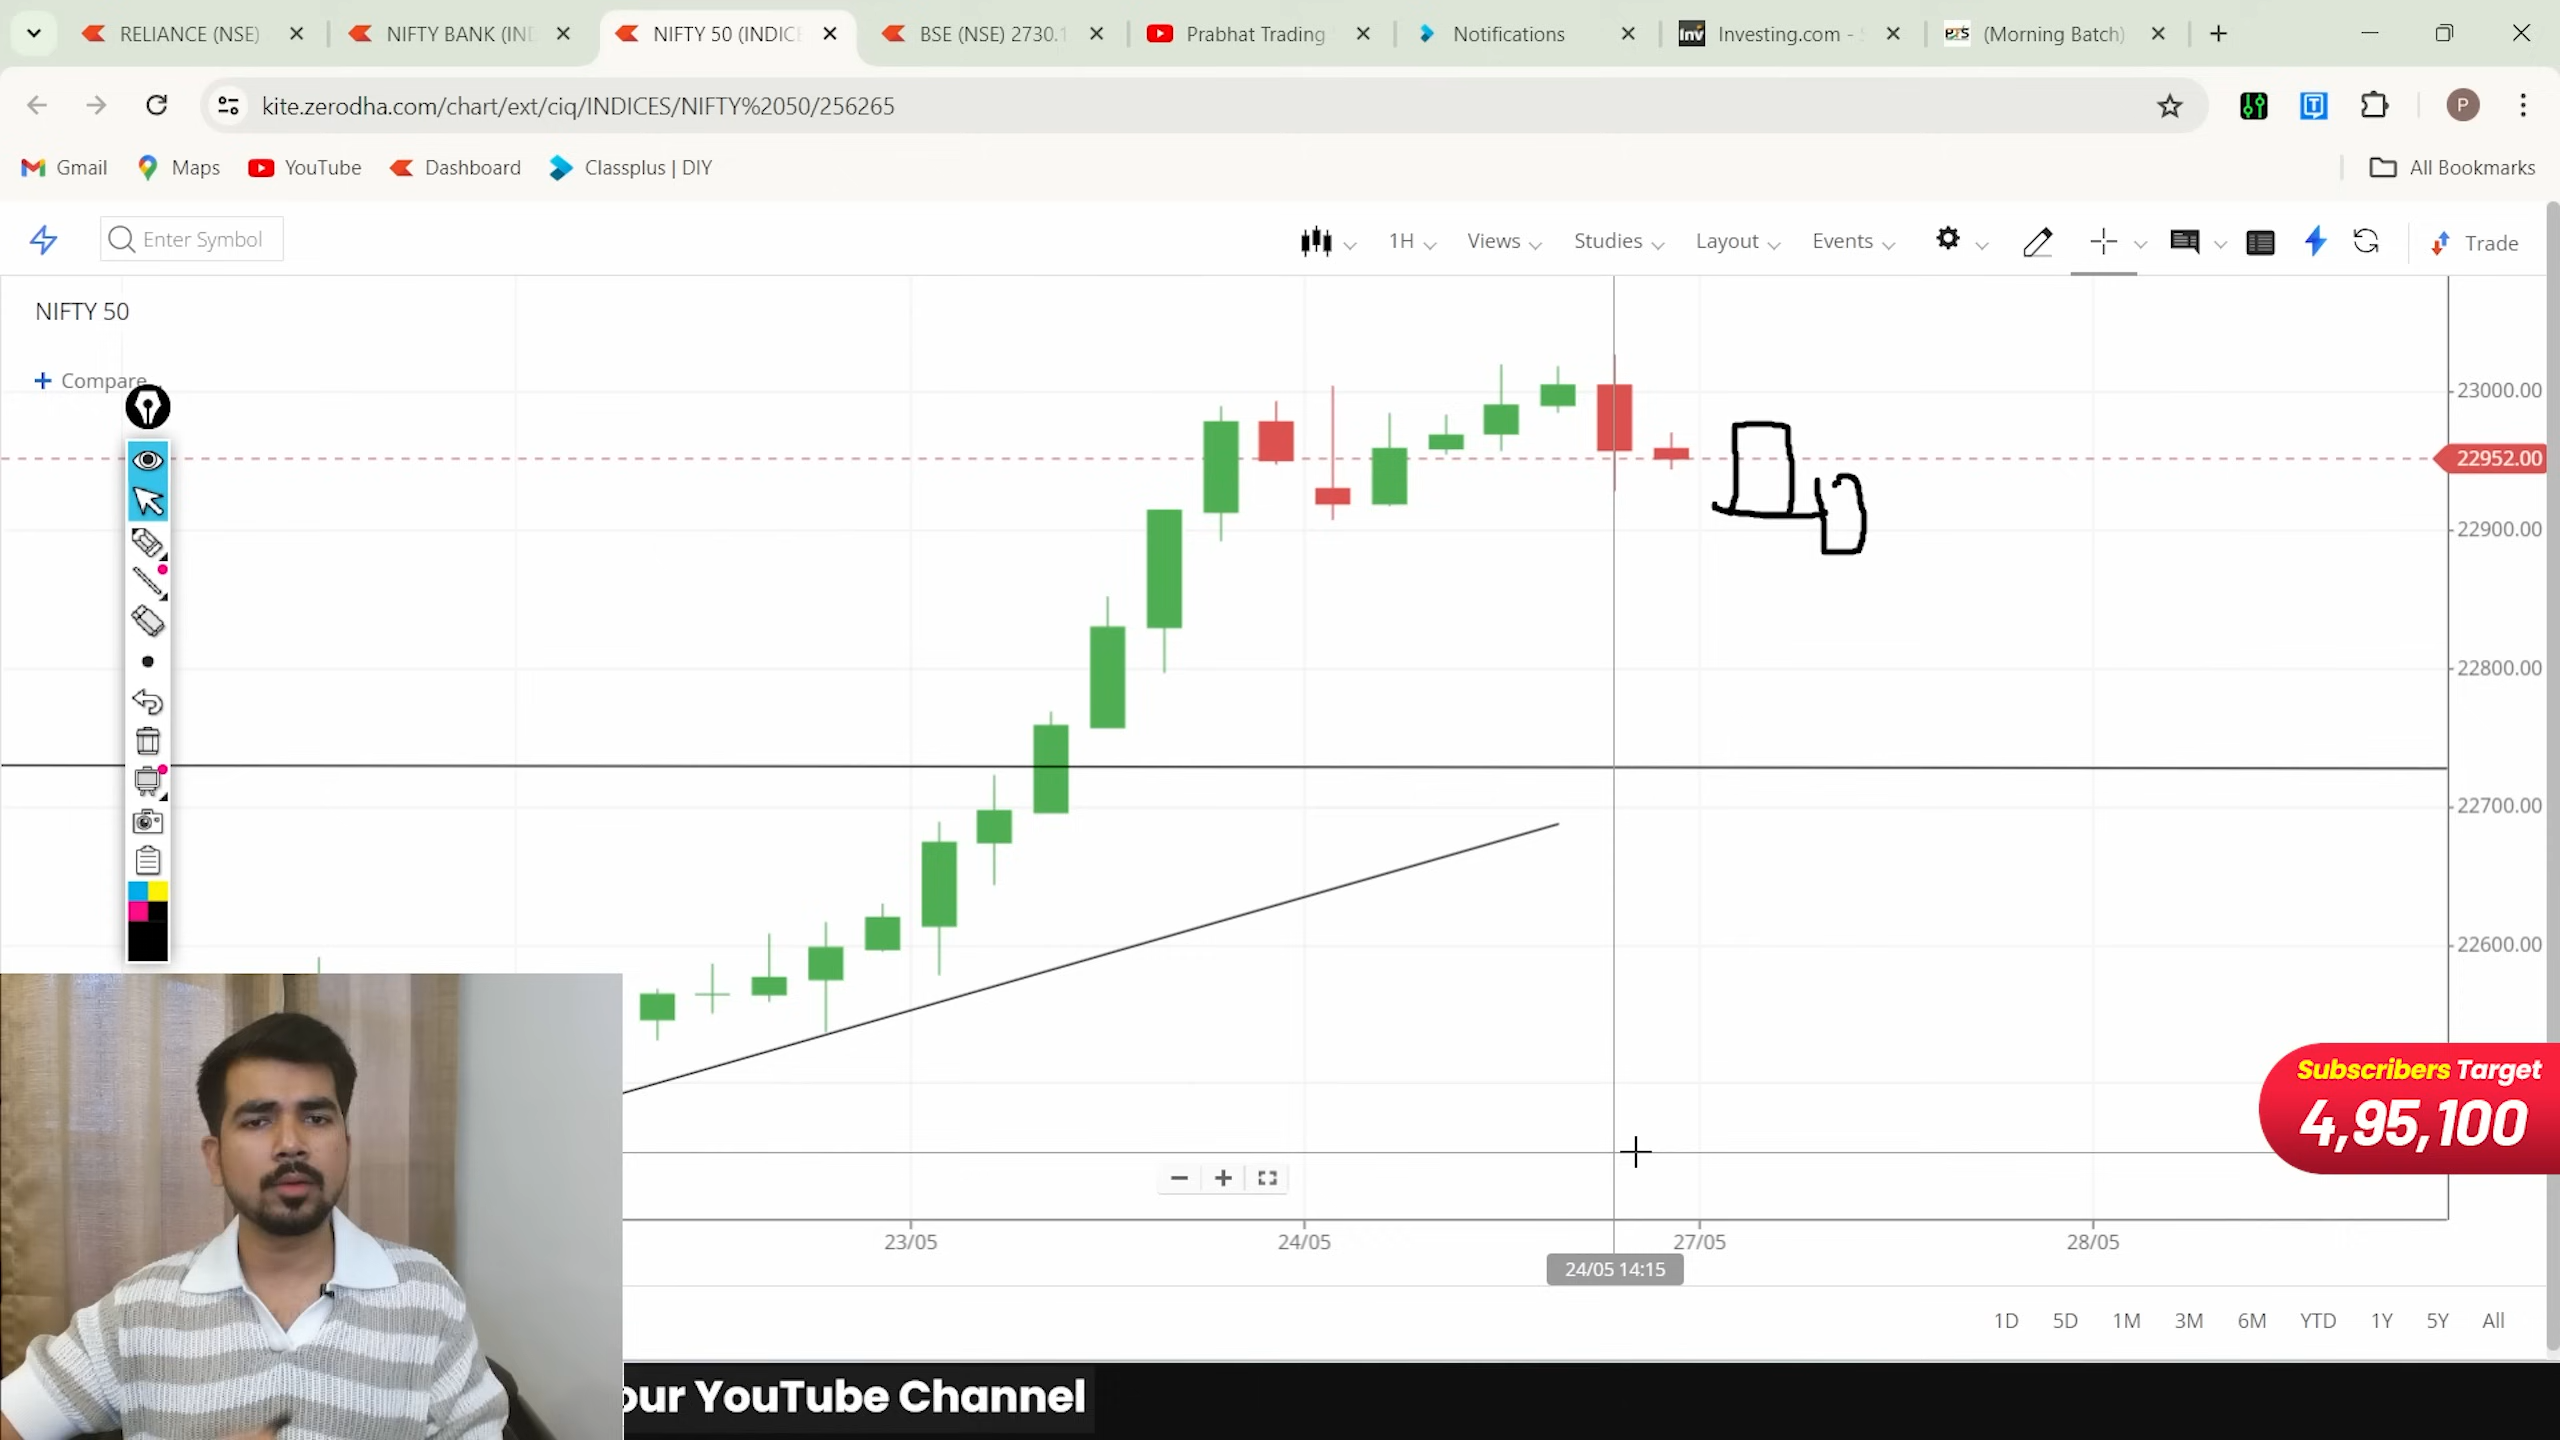 RELIANCE (NSE)
NIFTY BANK (IND
NIFTY 50 (INDICE
BSE (NSE) 2730.1
Prabhat Trading
Notifications
Inv
Investing.com -
PTS
(Morning Batch)
kite.zerodha.com/chart/ext/ciq/INDICES/NIFTY%2050/256265
P
Gmail
Maps
YouTube
Dashboard
Classplus | DIY
All Bookmarks
Enter Symbol
1H
Views
Studies
Layout
Events
Trade
NIFTY 50
+ Compare
23000.00
22952.00
22900.00
22800.00
22700.00
22600.00
Subscribers Target
4,95,100
23/05
24/05
27/05
28/05
24/05 14:15
1D 5D 1M 3M 6M YTD 1Y 5Y All
our YouTube Channel